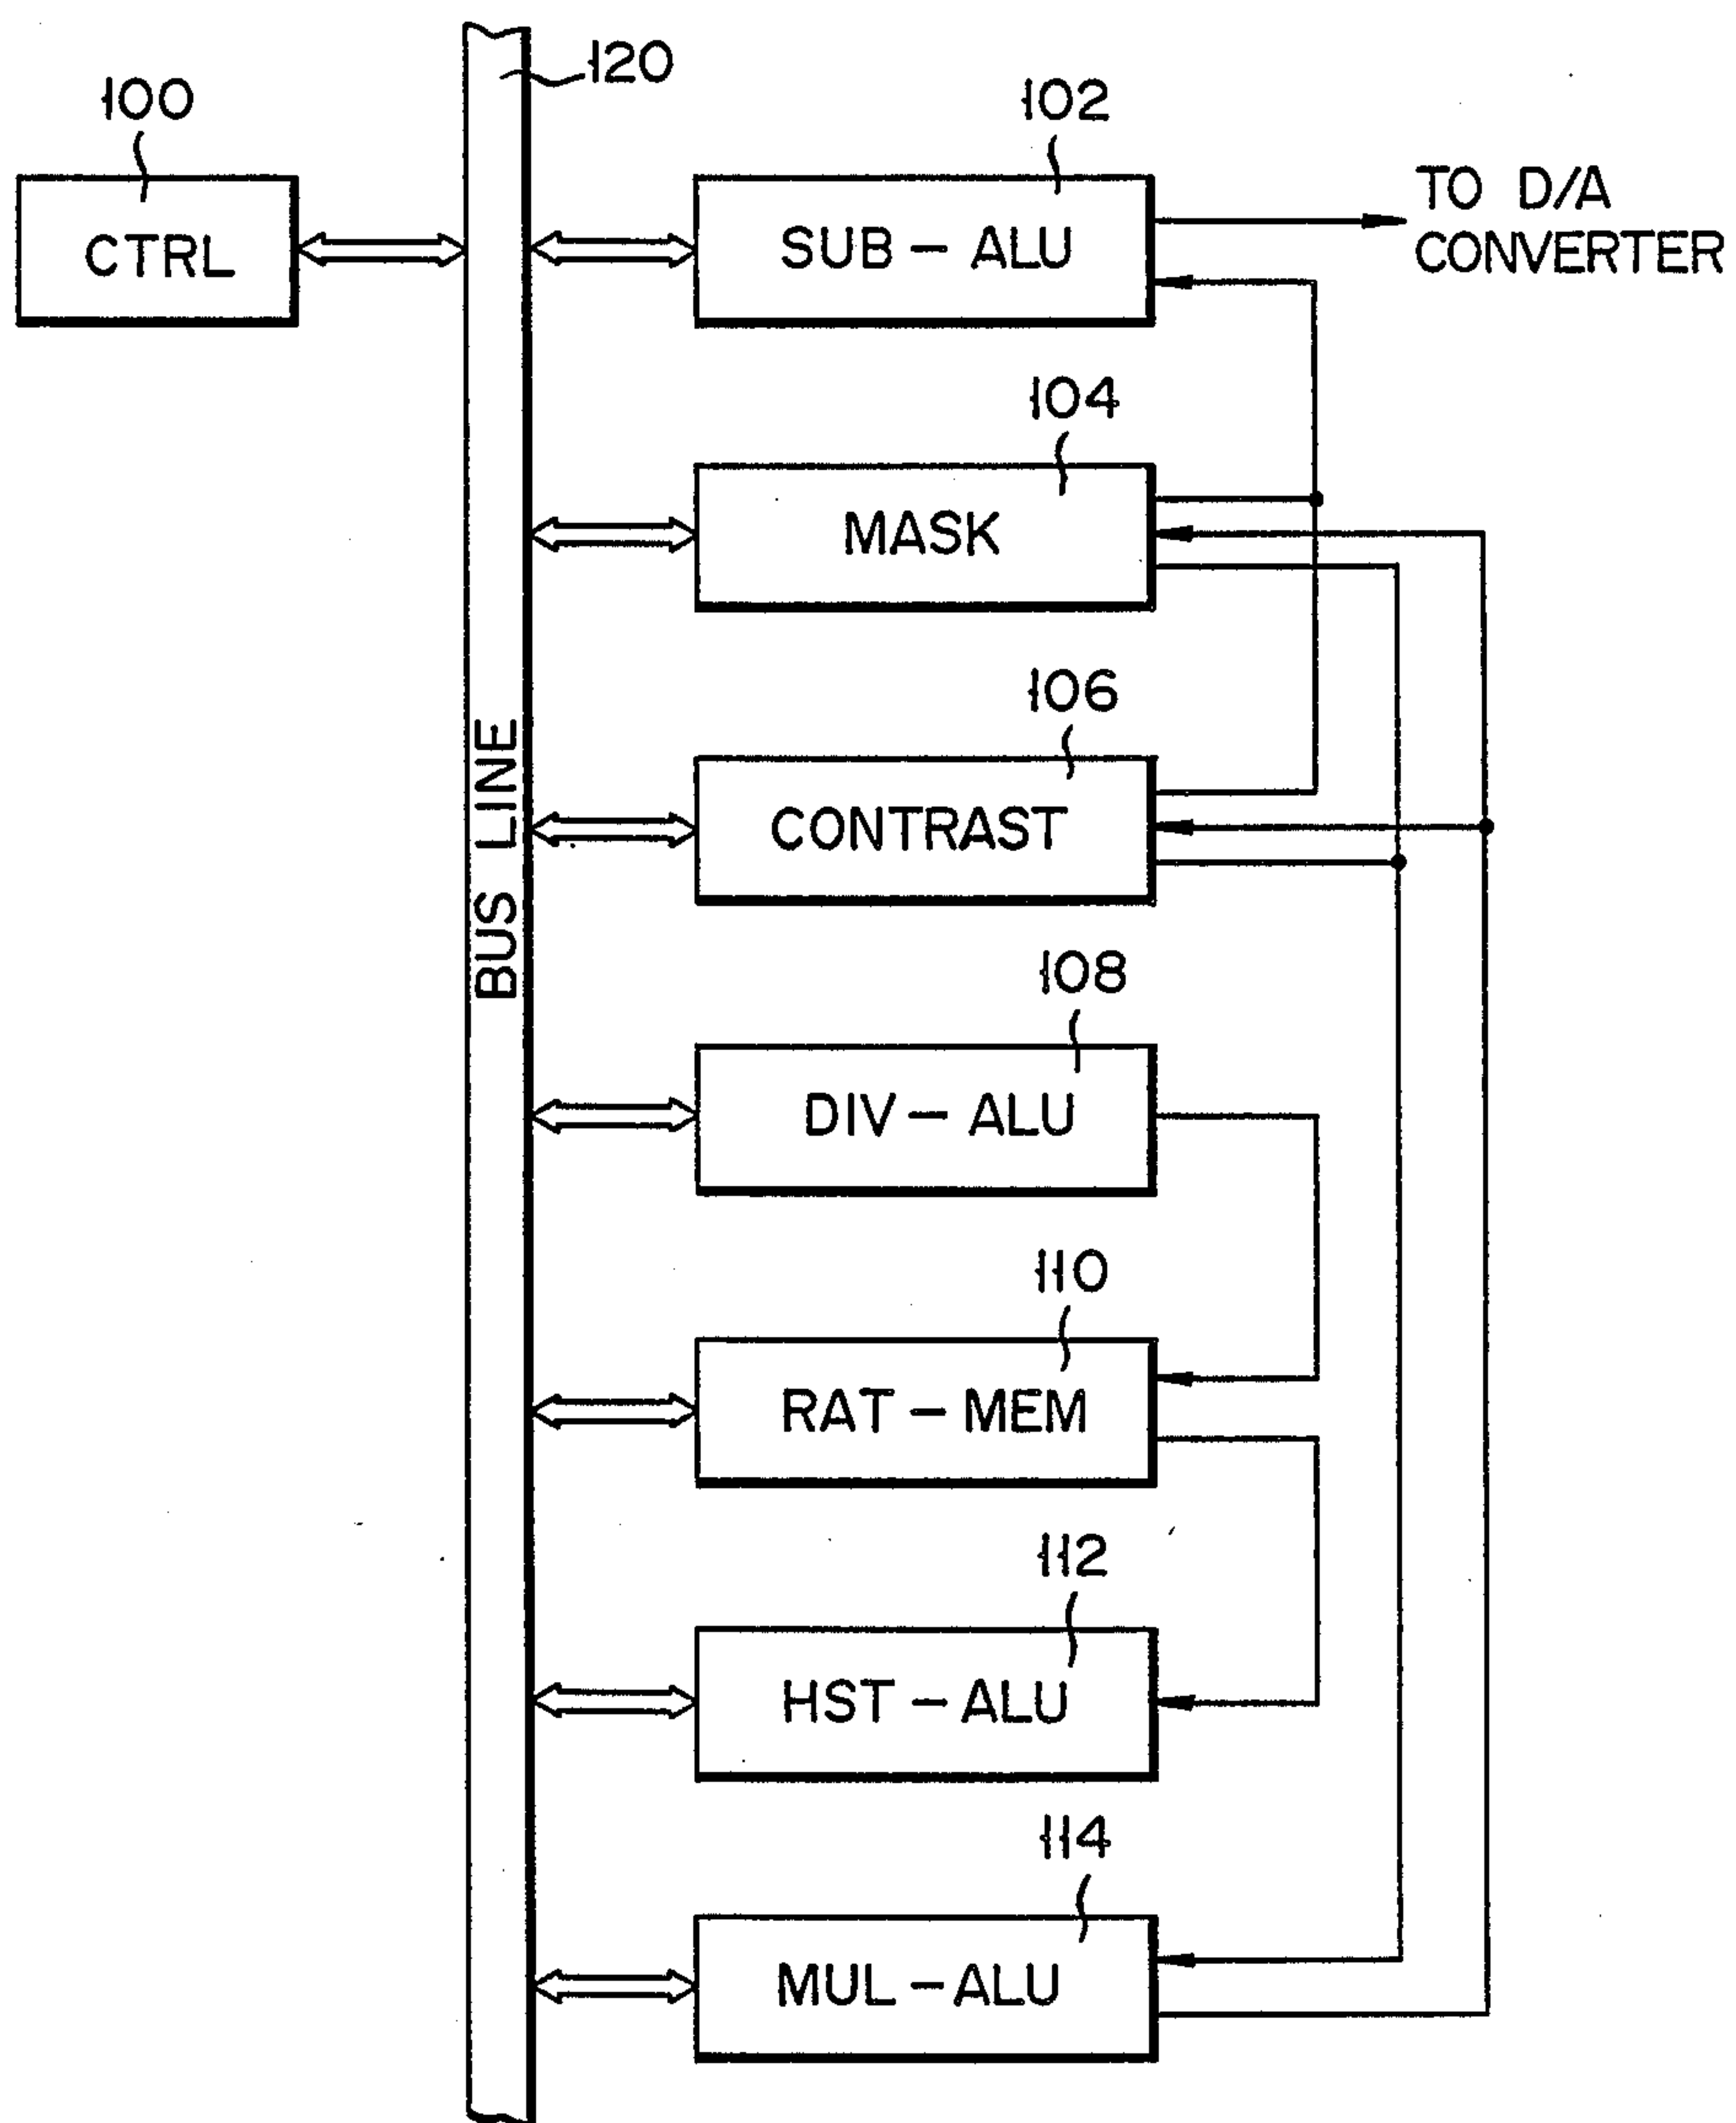 120
100
102
CTRL
SUB - ALU
TO D/A
CONVERTER
104
MASK
106
CONTRAST
BUS LINE
108
DIV - ALU
110
RAT - MEM
112
HST - ALU
114
MUL - ALU